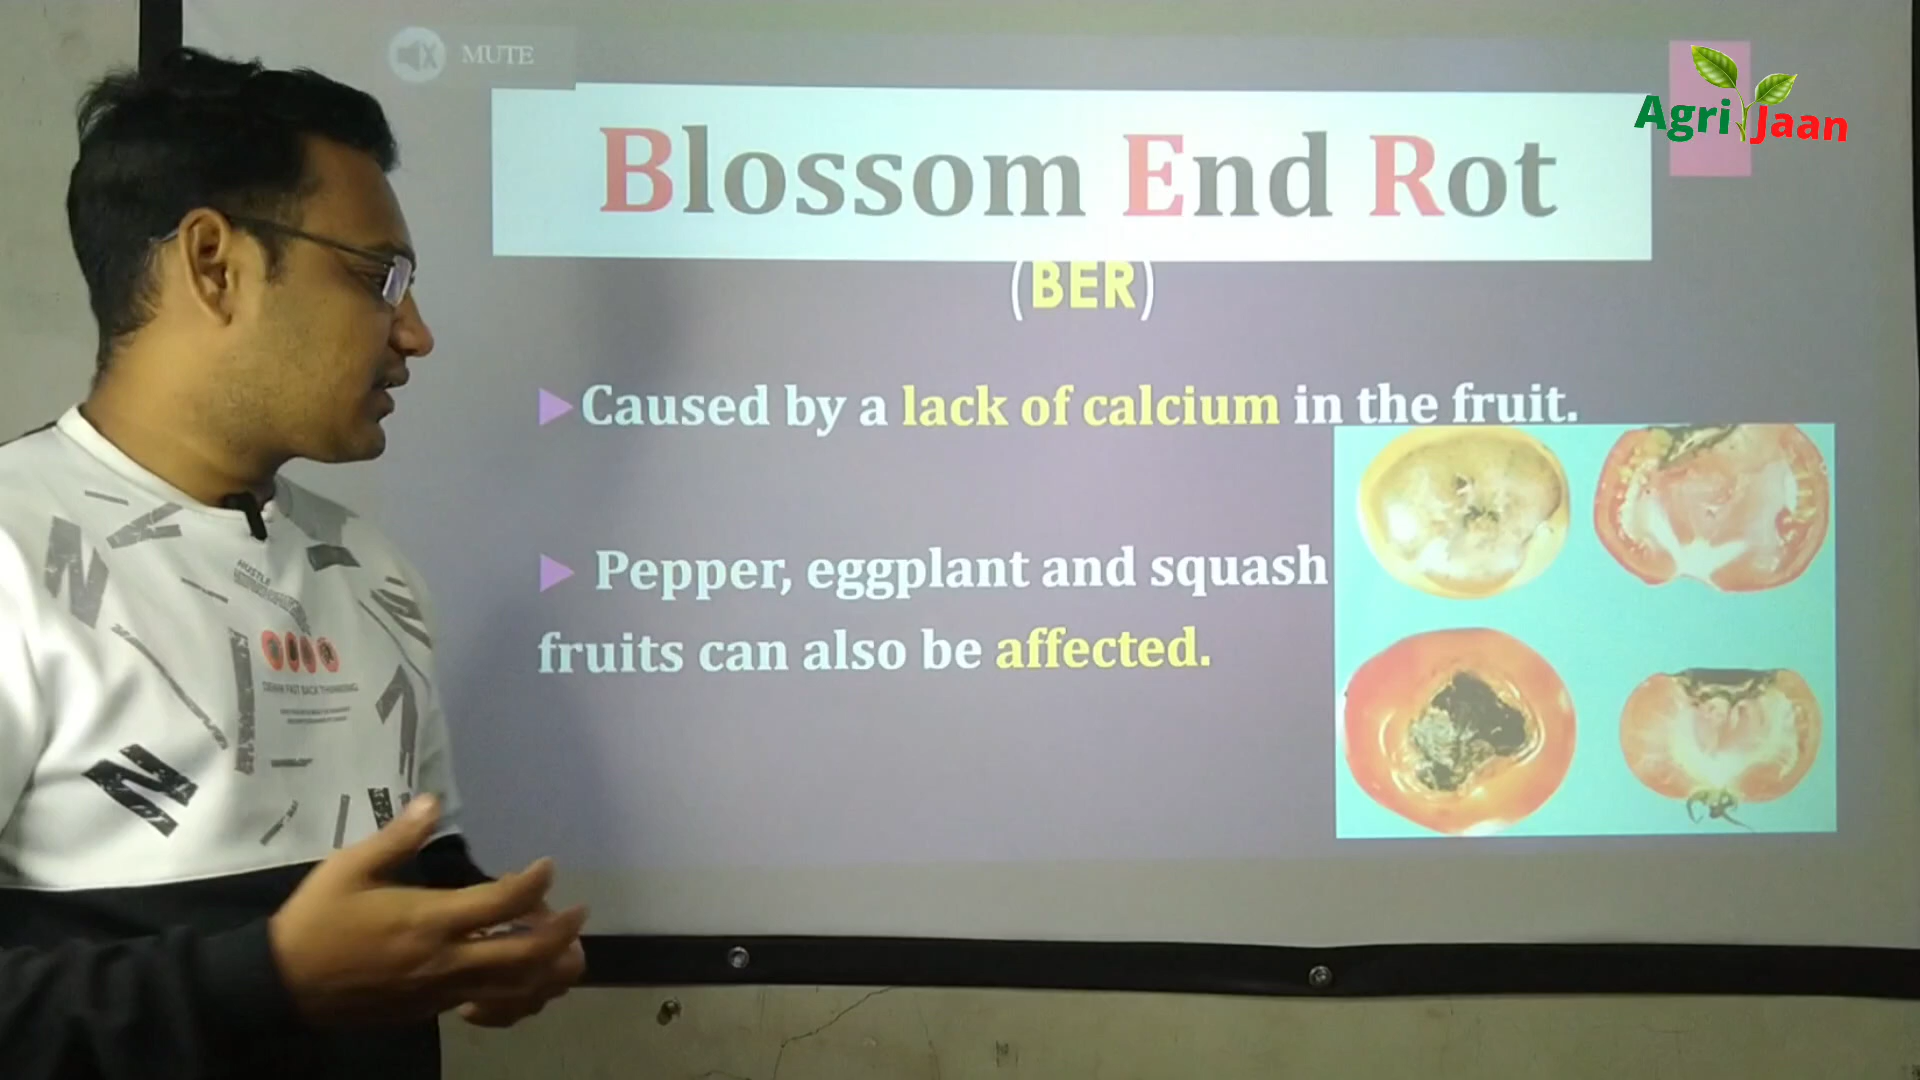 MUTE
Agri Jaan
Blossom End Rot
(BER)
Caused by a lack of calcium in the fruit.
Pepper, eggplant and squash
fruits can also be affected.
HUSTLE